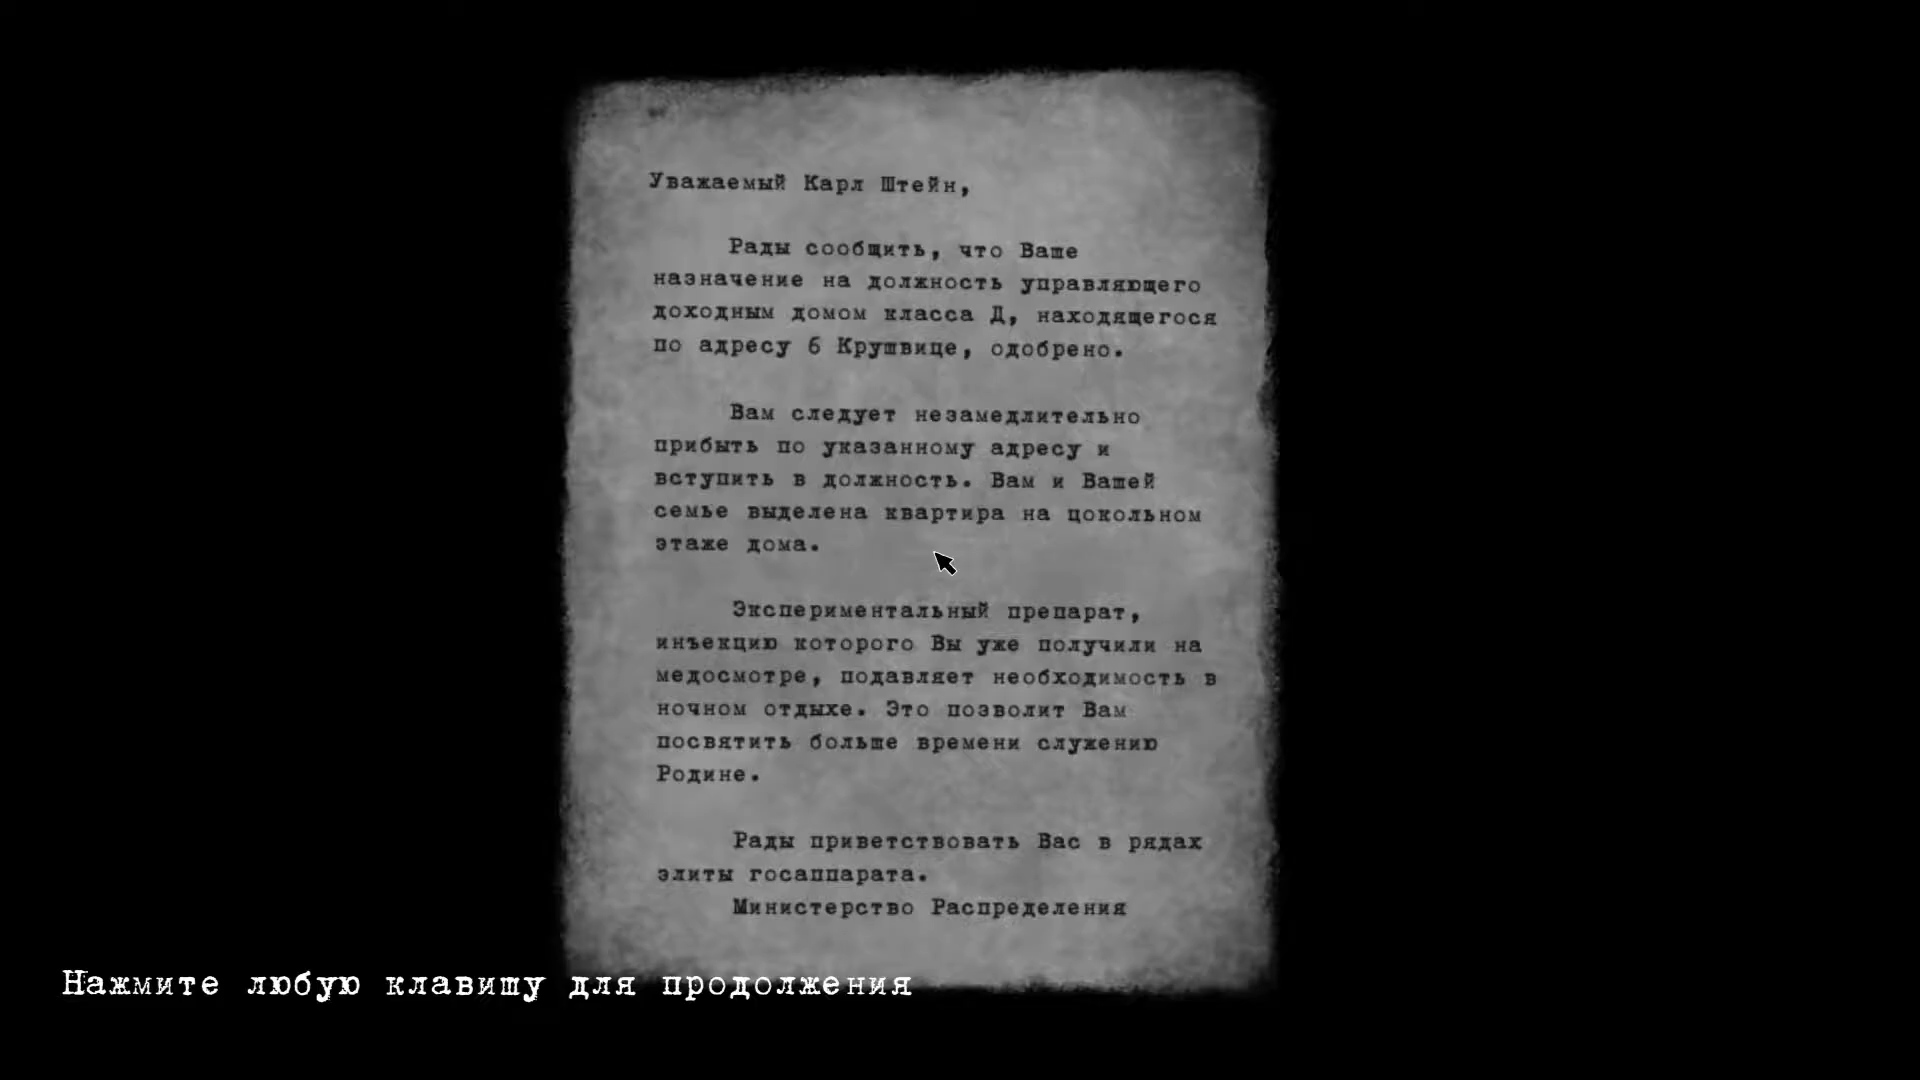 Уважаемый Карл Штейн,
Рады сообщить, что Ваше
назначение на должность управляющего
доходным домом класса Д, находящегося
по адресу 6 Крушвице, одобрено.
Вам следует незамедлительно
прибыть по указанному адресу и
вступить в должность. Вам и Вашей
семье выделена квартира на цокольном
этаже дома.
Экспериментальный препарат,
инъекцию которого Вы уже получили на
медосмотре, подавляет необходимость в
ночном отдыхе. Это позволит Вам
посвятить больше времени служению
Родине.
Рады приветствовать Вас в рядах
элиты госаппарата.
Министерство Распределения
Нажмите любую клавишу для продолжения